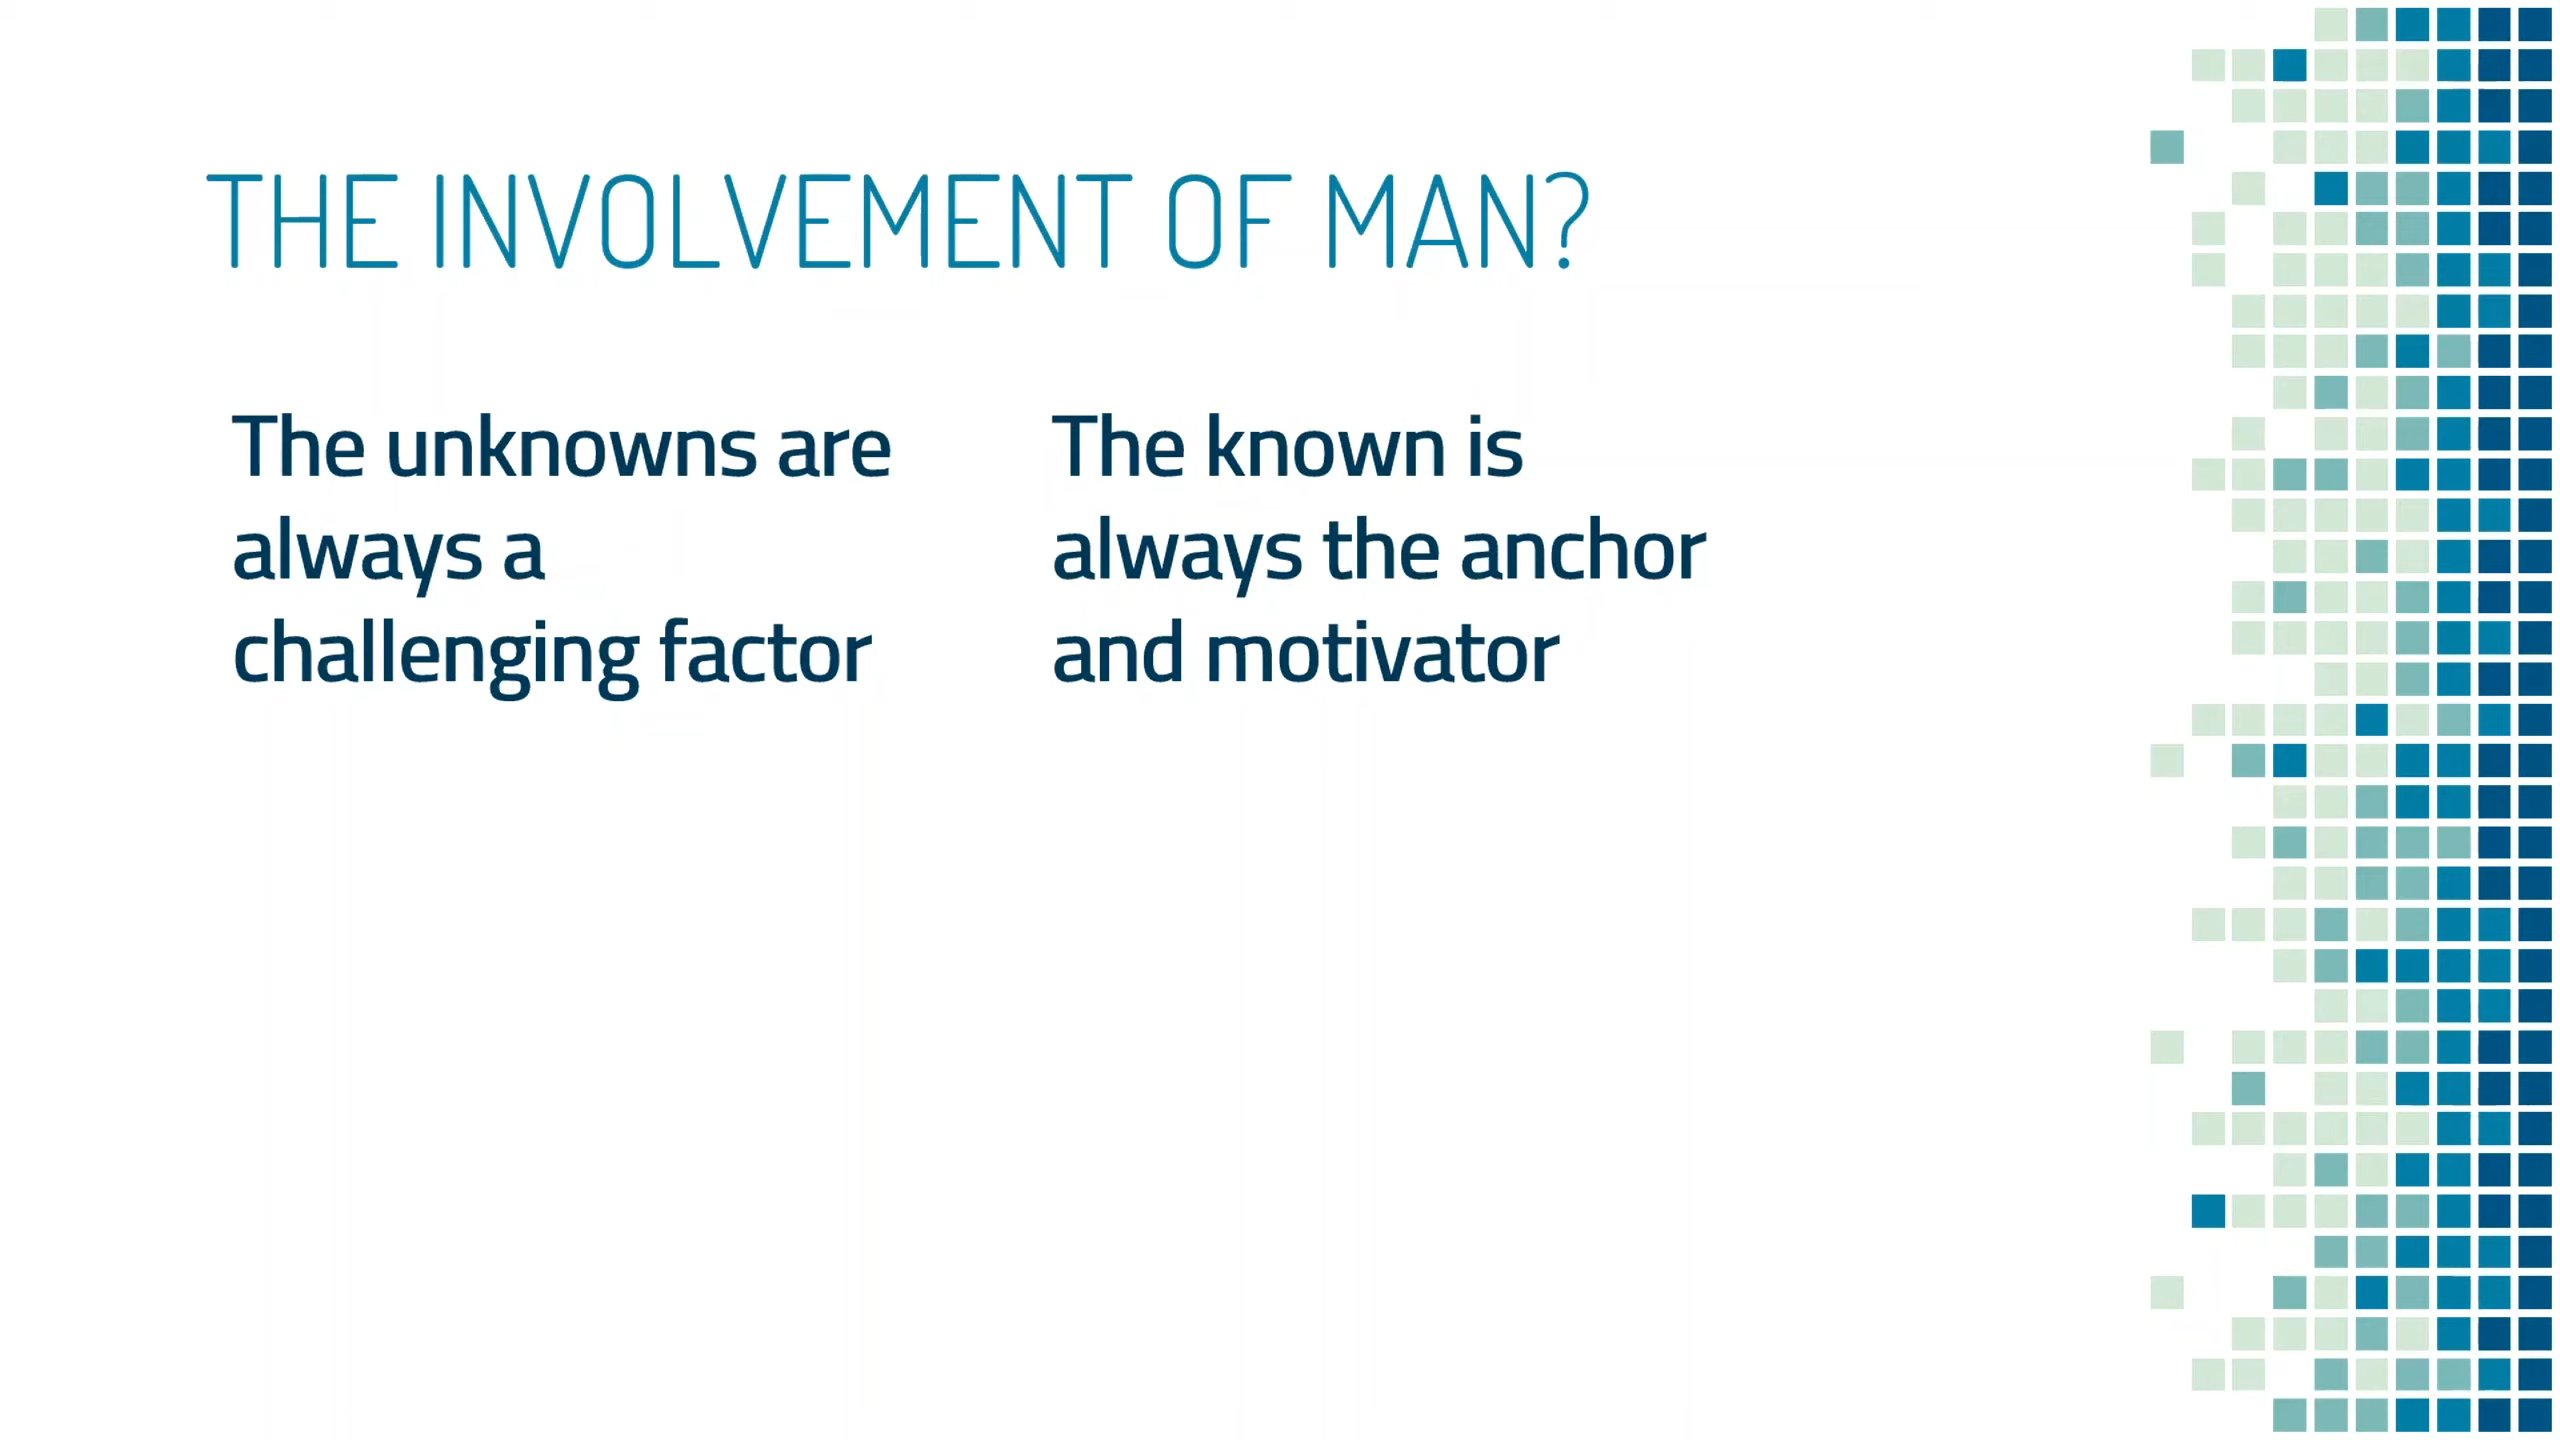 THE INVOLVEMENT OF MAN?
The unknowns are
always a
challenging factor
The known is
always the anchor
and motivator